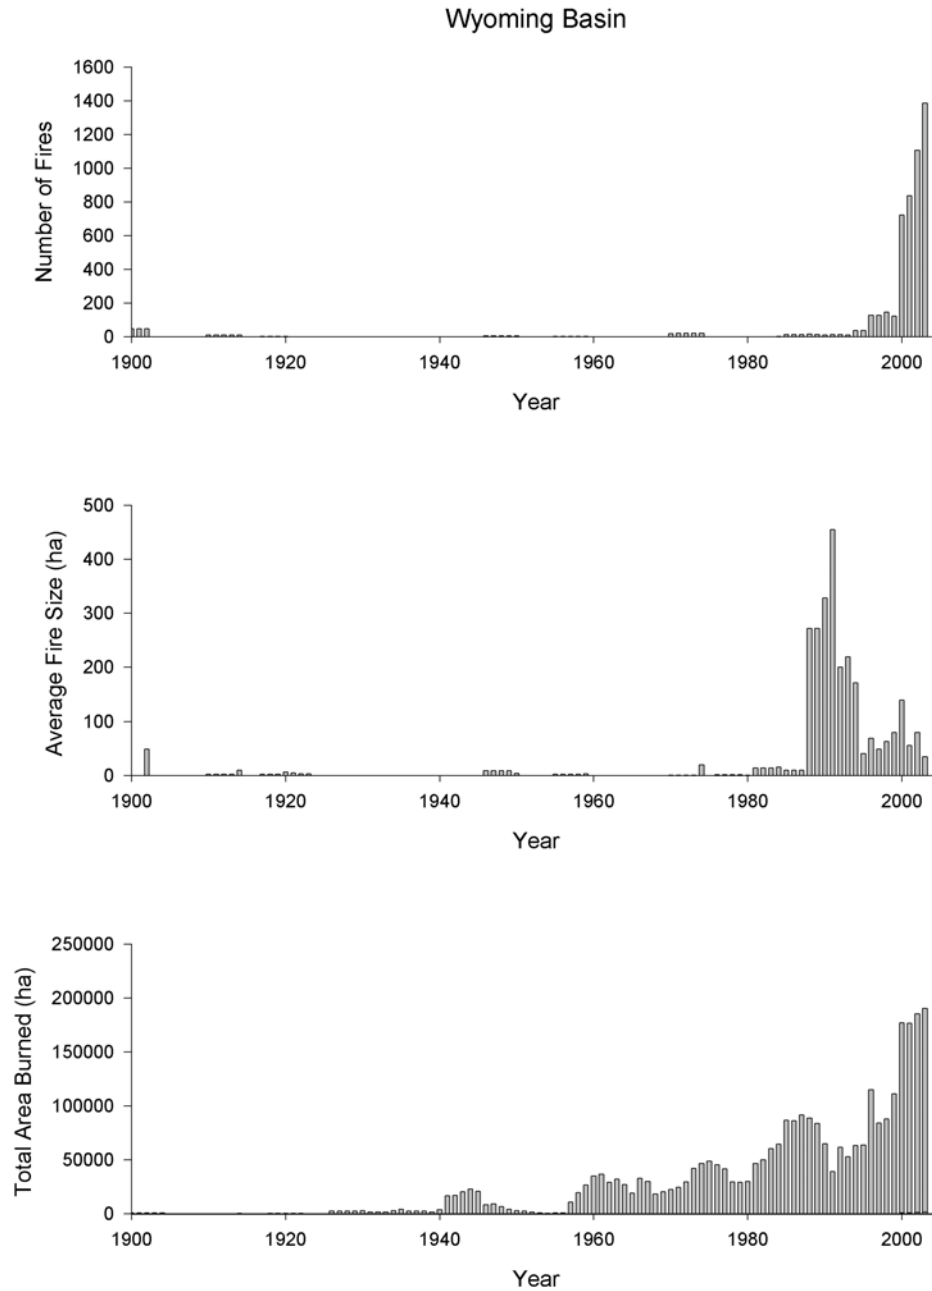 Wyoming Basin
Number of Fires
1600
1400
1200
1000
800
600
400
200
0
1900 1920 1940 1960 1980 2000
Year
Average Fire Size (ha)
500
400
300
200
100
0
1900 1920 1940 1960 1980 2000
Year
Total Area Burned (ha)
250000
200000
150000
100000
50000
0
1900 1920 1940 1960 1980 2000
Year